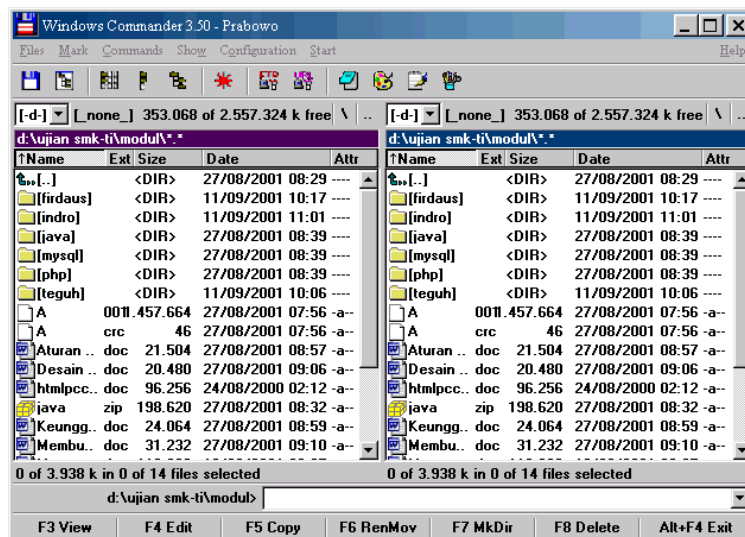 Windows Commander 3.50 - Prabowo
Files Mark Commands Show Configuration Start Help
[-d-] [_none_] 353.068 of 2.557.324 k free \ .. [-d-] [_none_] 353.068 of 2.557.324 k free \ ..
d:\ujian smk-ti\modul\*.* d:\ujian smk-ti\modul\*.*
↑Name Ext Size Date Attr ↑Name Ext Size Date Attr
[..] <DIR> 27/08/2001 08:29 ---- [..] <DIR> 27/08/2001 08:29 ----
[firdaus] <DIR> 11/09/2001 10:17 ---- [firdaus] <DIR> 11/09/2001 10:17 ----
[indro] <DIR> 11/09/2001 11:01 ---- [indro] <DIR> 11/09/2001 11:01 ----
[java] <DIR> 27/08/2001 08:39 ---- [java] <DIR> 27/08/2001 08:39 ----
[mysql] <DIR> 27/08/2001 08:39 ---- [mysql] <DIR> 27/08/2001 08:39 ----
[php] <DIR> 27/08/2001 08:39 ---- [php] <DIR> 27/08/2001 08:39 ----
[teguh] <DIR> 11/09/2001 10:06 ---- [teguh] <DIR> 11/09/2001 10:06 ----
A 001 1.457.664 27/08/2001 07:56 -a-- A 001 1.457.664 27/08/2001 07:56 -a--
A crc 46 27/08/2001 07:56 -a-- A crc 46 27/08/2001 07:56 -a--
Aturan .. doc 21.504 27/08/2001 08:57 -a-- Aturan .. doc 21.504 27/08/2001 08:57 -a--
Desain .. doc 20.480 27/08/2001 09:06 -a-- Desain .. doc 20.480 27/08/2001 09:06 -a--
htmlpcc.. doc 96.256 24/08/2000 02:12 -a-- htmlpcc.. doc 96.256 24/08/2000 02:12 -a--
java zip 198.620 27/08/2001 08:32 -a-- java zip 198.620 27/08/2001 08:32 -a--
Keungg.. doc 24.064 27/08/2001 08:59 -a-- Keungg.. doc 24.064 27/08/2001 08:59 -a--
Membu.. doc 31.232 27/08/2001 09:10 -a-- Membu.. doc 31.232 27/08/2001 09:10 -a--
0 of 3.938 k in 0 of 14 files selected 0 of 3.938 k in 0 of 14 files selected
d:\ujian smk-ti\modul>
F3 View F4 Edit F5 Copy F6 RenMov F7 MkDir F8 Delete Alt+F4 Exit